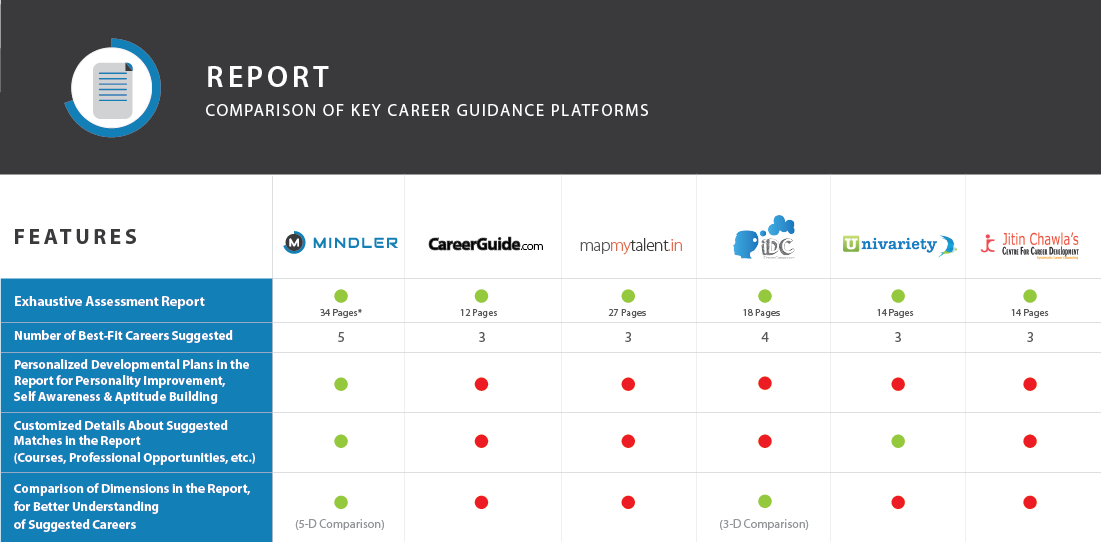 REPORT
COMPARISON OF KEY CAREER GUIDANCE PLATFORMS
FEATURES
M MINDLER
CareerGuide.com
mapmytalent.in
iDC
Univariety
Jitin Chawla's
CENTRE FOR CAREER DEVELOPMENT
Exhaustive Assessment Report
34 Pages*
12 Pages
27 Pages
18 Pages
14 Pages
14 Pages
Number of Best-Fit Careers Suggested
5
3
3
4
3
3
Personalized Developmental Plans in the
Report for Personality Improvement,
Self Awareness & Aptitude Building
Customized Details About Suggested
Matches in the Report
(Courses, Professional Opportunities, etc.)
Comparison of Dimensions in the Report,
for Better Understanding
of Suggested Careers
(5-D Comparison)
(3-D Comparison)